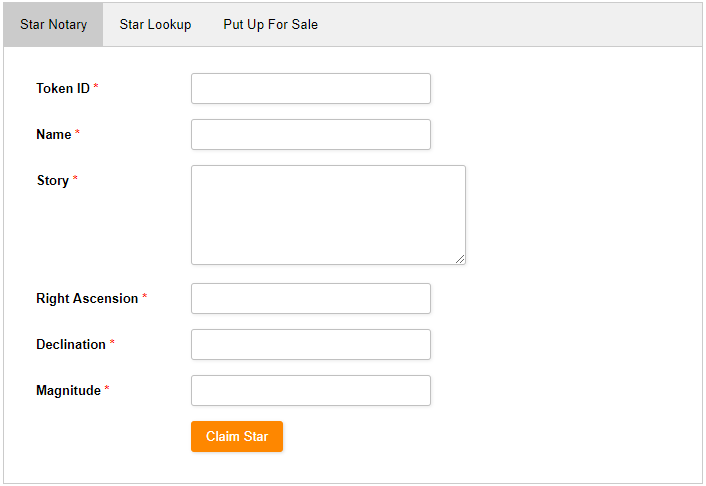 Star Notary Star Lookup Put Up For Sale
Token ID *
Name *
Story *
Right Ascension *
Declination *
Magnitude *
Claim Star